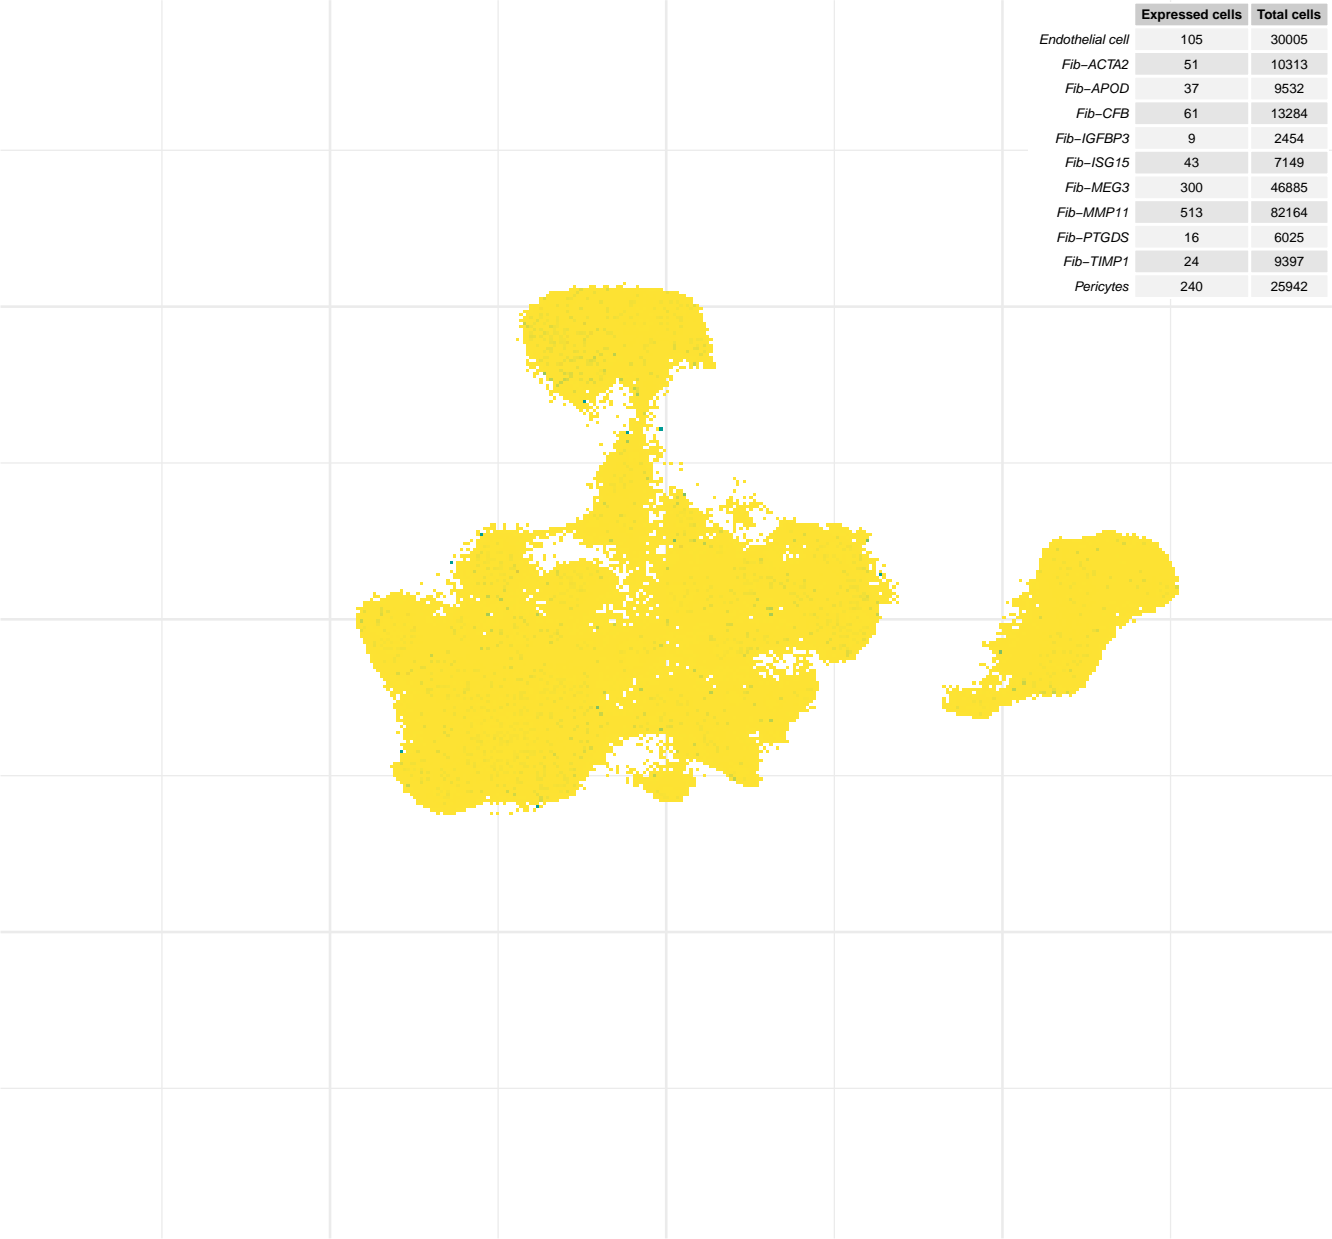 Expressed cells Total cells
Endothelial cell 105 30005
Fib−ACTA2 51 10313
Fib−APOD 37 9532
Fib−CFB 61 13284
Fib−IGFBP3 9 2454
Fib−ISG15 43 7149
Fib−MEG3 300 46885
Fib−MMP11 513 82164
Fib−PTGDS 16 6025
Fib−TIMP1 24 9397
Pericytes 240 25942